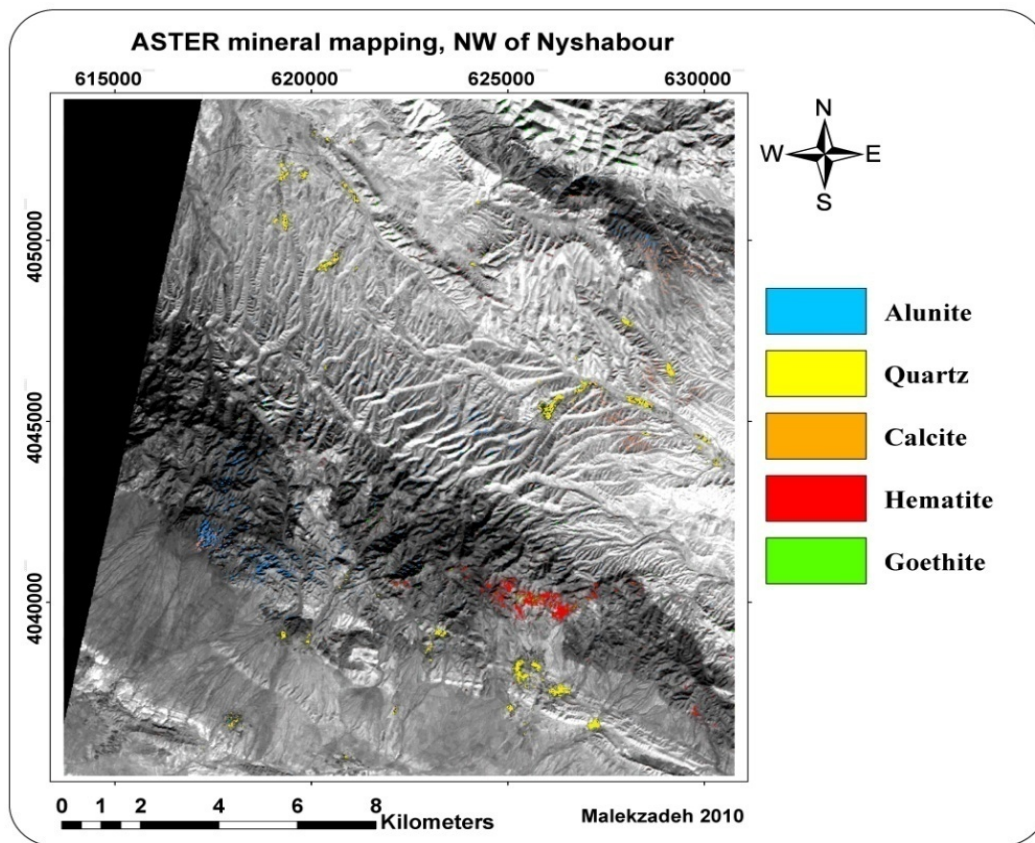 ASTER mineral mapping, NW of Nyshabour
615000 620000 625000 630000
N
W E
S
4050000
4045000
4040000
Alunite
Quartz
Calcite
Hematite
Goethite
0 1 2 4 6 8
Kilometers
Malekzadeh 2010